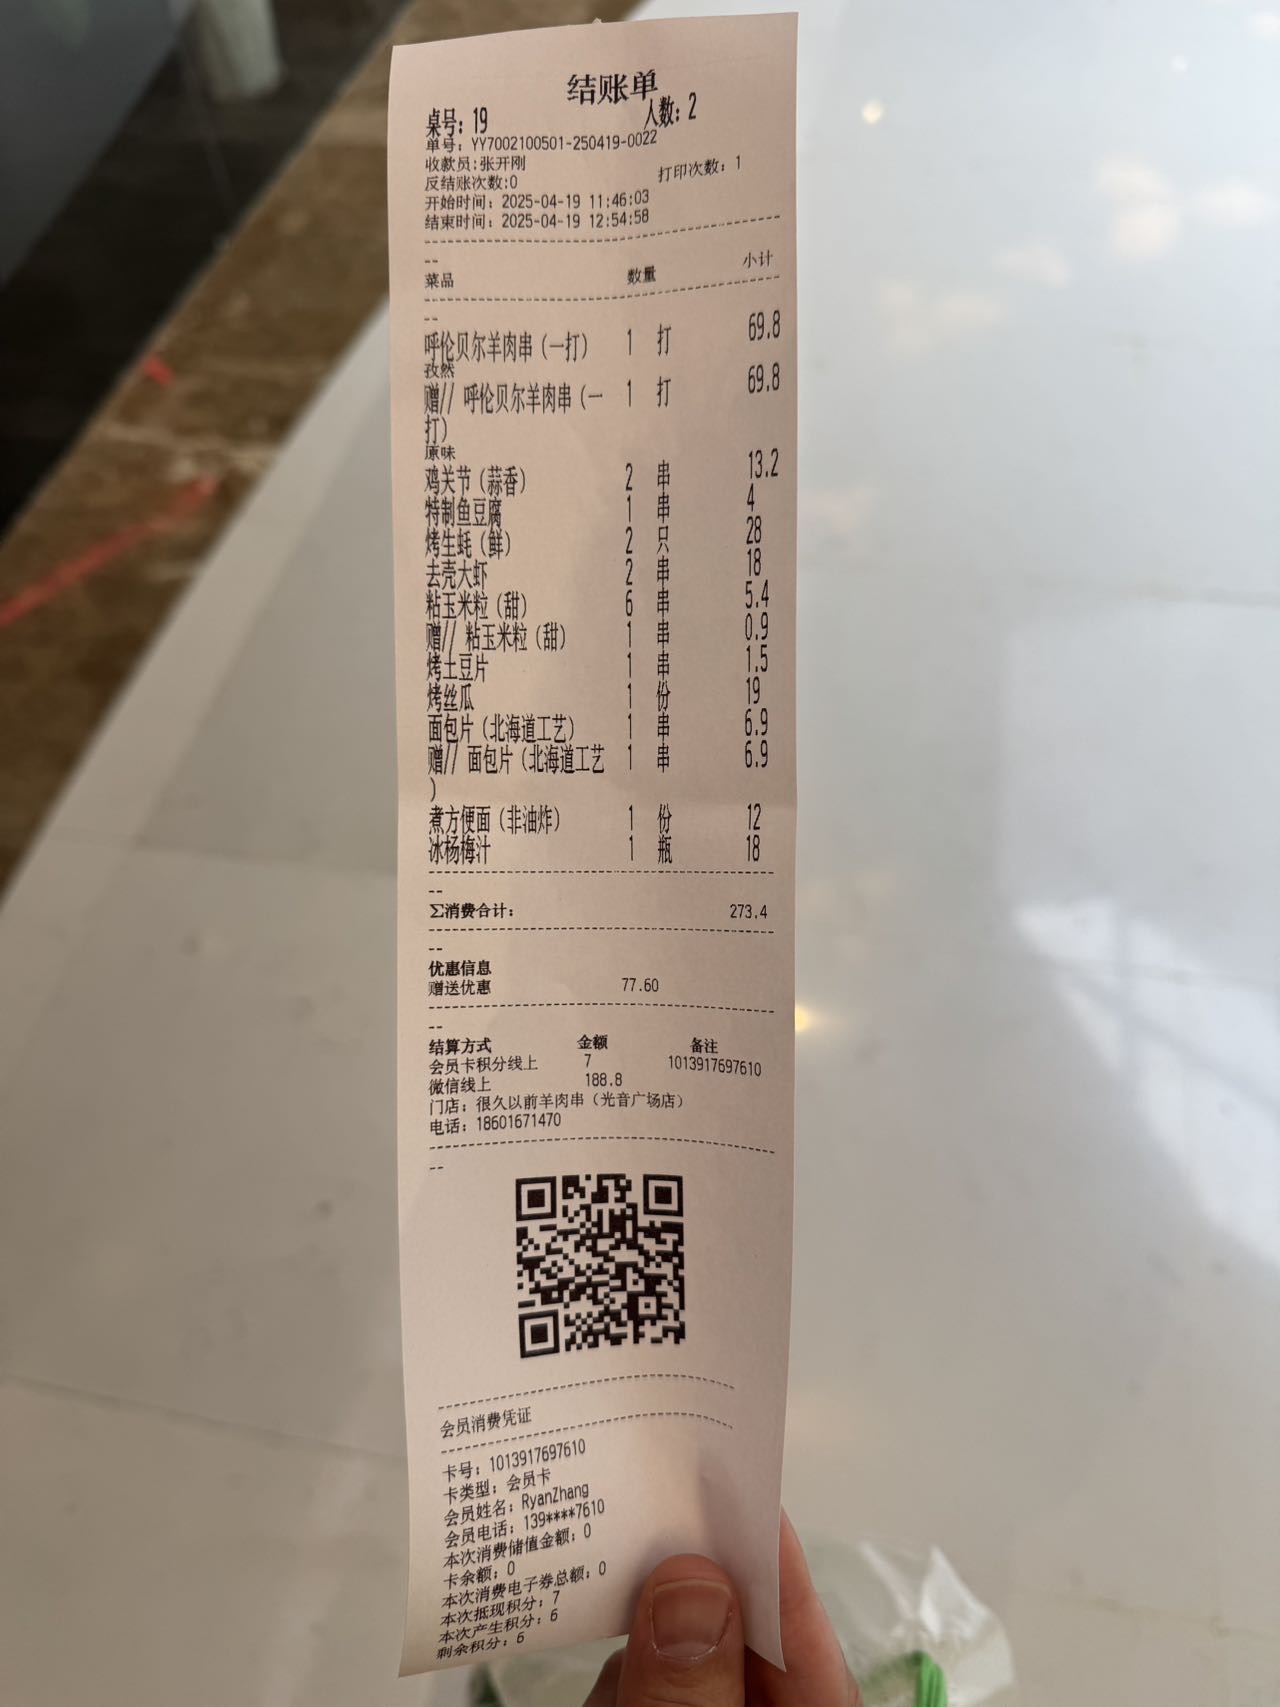 结账单
桌号: 19 人数: 2
单号: YY7002100501-250419-0022
收款员:张开刚
反结账次数:0 打印次数: 1
开始时间: 2025-04-19 11:46:03
结束时间: 2025-04-19 12:54:58
--
菜品 数量 小计
--
呼伦贝尔羊肉串(一打) 1 打 69.8
孜然
赠// 呼伦贝尔羊肉串(一 1 打 69.8
打)
原味
鸡关节(蒜香) 2 串 13.2
特制鱼豆腐 1 串 4
烤生蚝(鲜) 2 只 28
去壳大虾 2 串 18
粘玉米粒(甜) 6 串 5.4
赠// 粘玉米粒(甜) 1 串 0.9
烤土豆片 1 串 1.5
烤丝瓜 1 份 19
面包片(北海道工艺) 1 串 6.9
赠// 面包片(北海道工艺 1 串 6.9
)
煮方便面(非油炸) 1 份 12
冰杨梅汁 1 瓶 18
--
∑消费合计: 273.4
--
优惠信息
赠送优惠 77.60
--
结算方式 金额 备注
会员卡积分线上 7 1013917697610
微信线上 188.8
门店: 很久以前羊肉串(光音广场店)
电话: 18601671470
--
会员消费凭证
卡号: 1013917697610
卡类型: 会员卡
会员姓名: RyanZhang
会员电话: 139****7610
本次消费储值金额: 0
卡余额: 0
本次消费电子券总额: 0
本次抵现积分: 7
本次产生积分: 6
剩余积分: 6